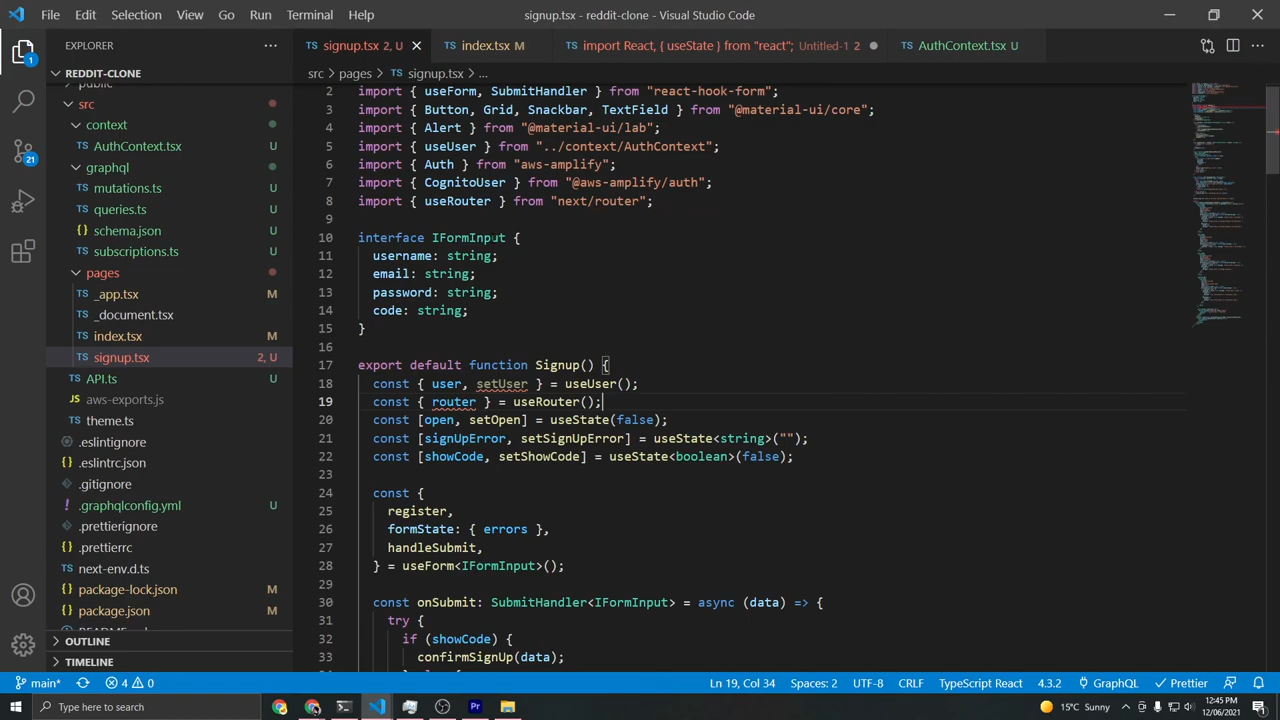 File Edit Selection View Go Run Terminal Help
signup.tsx - reddit-clone - Visual Studio Code
EXPLORER
signup.tsx 2, U
index.tsx M
import React, { useState } from "react"; Untitled-1 2
AuthContext.tsx U
src > pages > signup.tsx > ...
REDDIT-CLONE
public
src
context
AuthContext.tsx U
graphql
mutations.ts U
queries.ts U
schema.json U
subscriptions.ts U
pages
_app.tsx M
_document.tsx
index.tsx M
signup.tsx 2, U
API.ts U
aws-exports.js
theme.ts
.eslintignore
.eslintrc.json
.gitignore
.graphqlconfig.yml U
.prettierignore
.prettierrc
next-env.d.ts
package-lock.json M
package.json M
OUTLINE
TIMELINE
1
21
2 import { useForm, SubmitHandler } from "react-hook-form";
3 import { Button, Grid, Snackbar, TextField } from "@material-ui/core";
4 import { Alert } from "@material-ui/lab";
5 import { useUser } from "../context/AuthContext";
6 import { Auth } from "aws-amplify";
7 import { CognitoUser } from "@aws-amplify/auth";
8 import { useRouter } from "next/router";
9
10 interface IFormInput {
11 username: string;
12 email: string;
13 password: string;
14 code: string;
15 }
16
17 export default function Signup() {
18 const { user, setUser } = useUser();
19 const { router } = useRouter();
20 const [open, setOpen] = useState(false);
21 const [signUpError, setSignUpError] = useState<string>("");
22 const [showCode, setShowCode] = useState<boolean>(false);
23
24 const {
25 register,
26 formState: { errors },
27 handleSubmit,
28 } = useForm<IFormInput>();
29
30 const onSubmit: SubmitHandler<IFormInput> = async (data) => {
31 try {
32 if (showCode) {
33 confirmSignUp(data);
main* 4 0
Ln 19, Col 34 Spaces: 2 UTF-8 CRLF TypeScript React 4.3.2 GraphQL Prettier
Type here to search
15°C Sunny
12:45 PM
12/06/2021